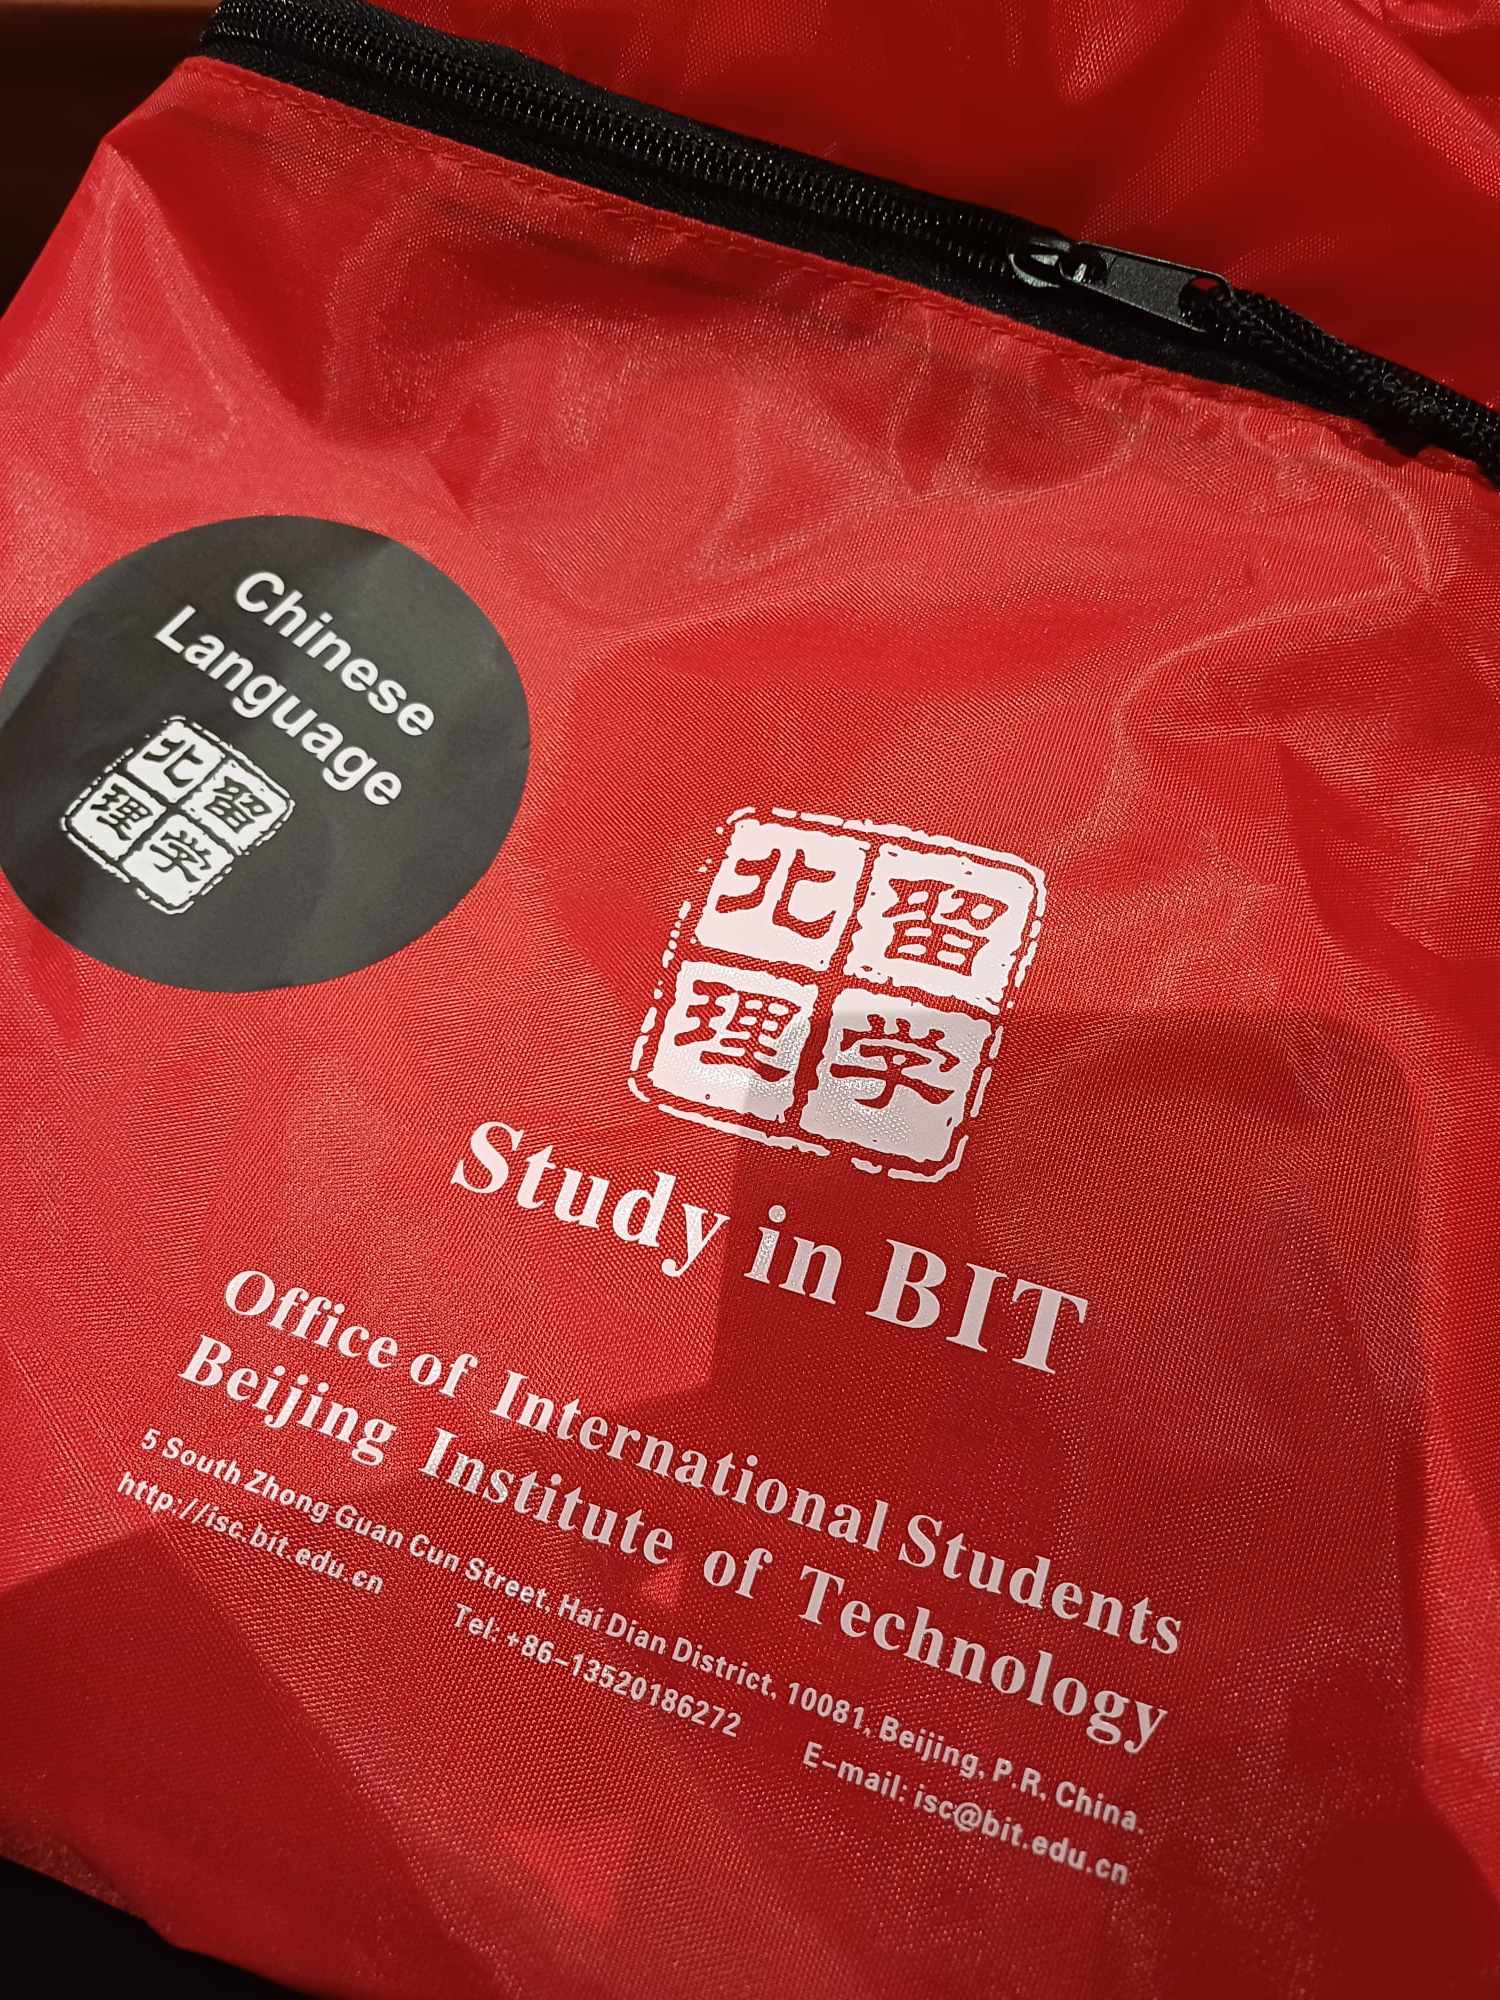 Chinese
Language
北留
理学
北留
理学
Study in BIT
Office of International Students
Beijing Institute of Technology
5 South Zhong Guan Cun Street, Hai Dian District, 10081, Beijing, P.R. China.
http://isc.bit.edu.cn Tel: +86-13520186272 E-mail: isc@bit.edu.cn